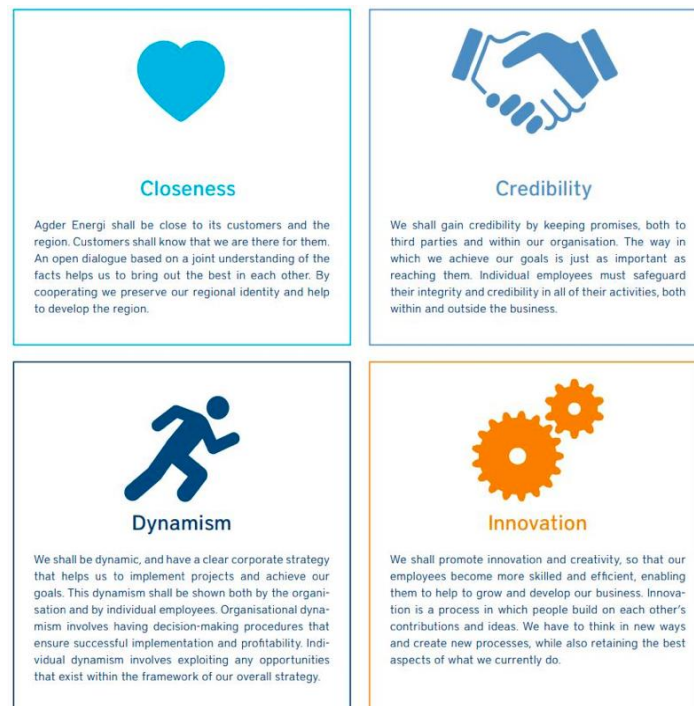 Closeness
Agder Energi shall be close to its customers and the
region. Customers shall know that we are there for them.
An open dialogue based on a joint understanding of the
facts helps us to bring out the best in each other. By
cooperating we preserve our regional identity and help
to develop the region.
Credibility
We shall gain credibility by keeping promises, both to
third parties and within our organisation. The way in
which we achieve our goals is just as important as
reaching them. Individual employees must safeguard
their integrity and credibility in all of their activities, both
within and outside the business.
Dynamism
We shall be dynamic, and have a clear corporate strategy
that helps us to implement projects and achieve our
goals. This dynamism shall be shown both by the organi-
sation and by individual employees. Organisational dyna-
mism involves having decision-making procedures that
ensure successful implementation and profitability. Indi-
vidual dynamism involves exploiting any opportunities
that exist within the framework of our overall strategy.
Innovation
We shall promote innovation and creativity, so that our
employees become more skilled and efficient, enabling
them to help to grow and develop our business. Innova-
tion is a process in which people build on each other's
contributions and ideas. We have to think in new ways
and create new processes, while also retaining the best
aspects of what we currently do.